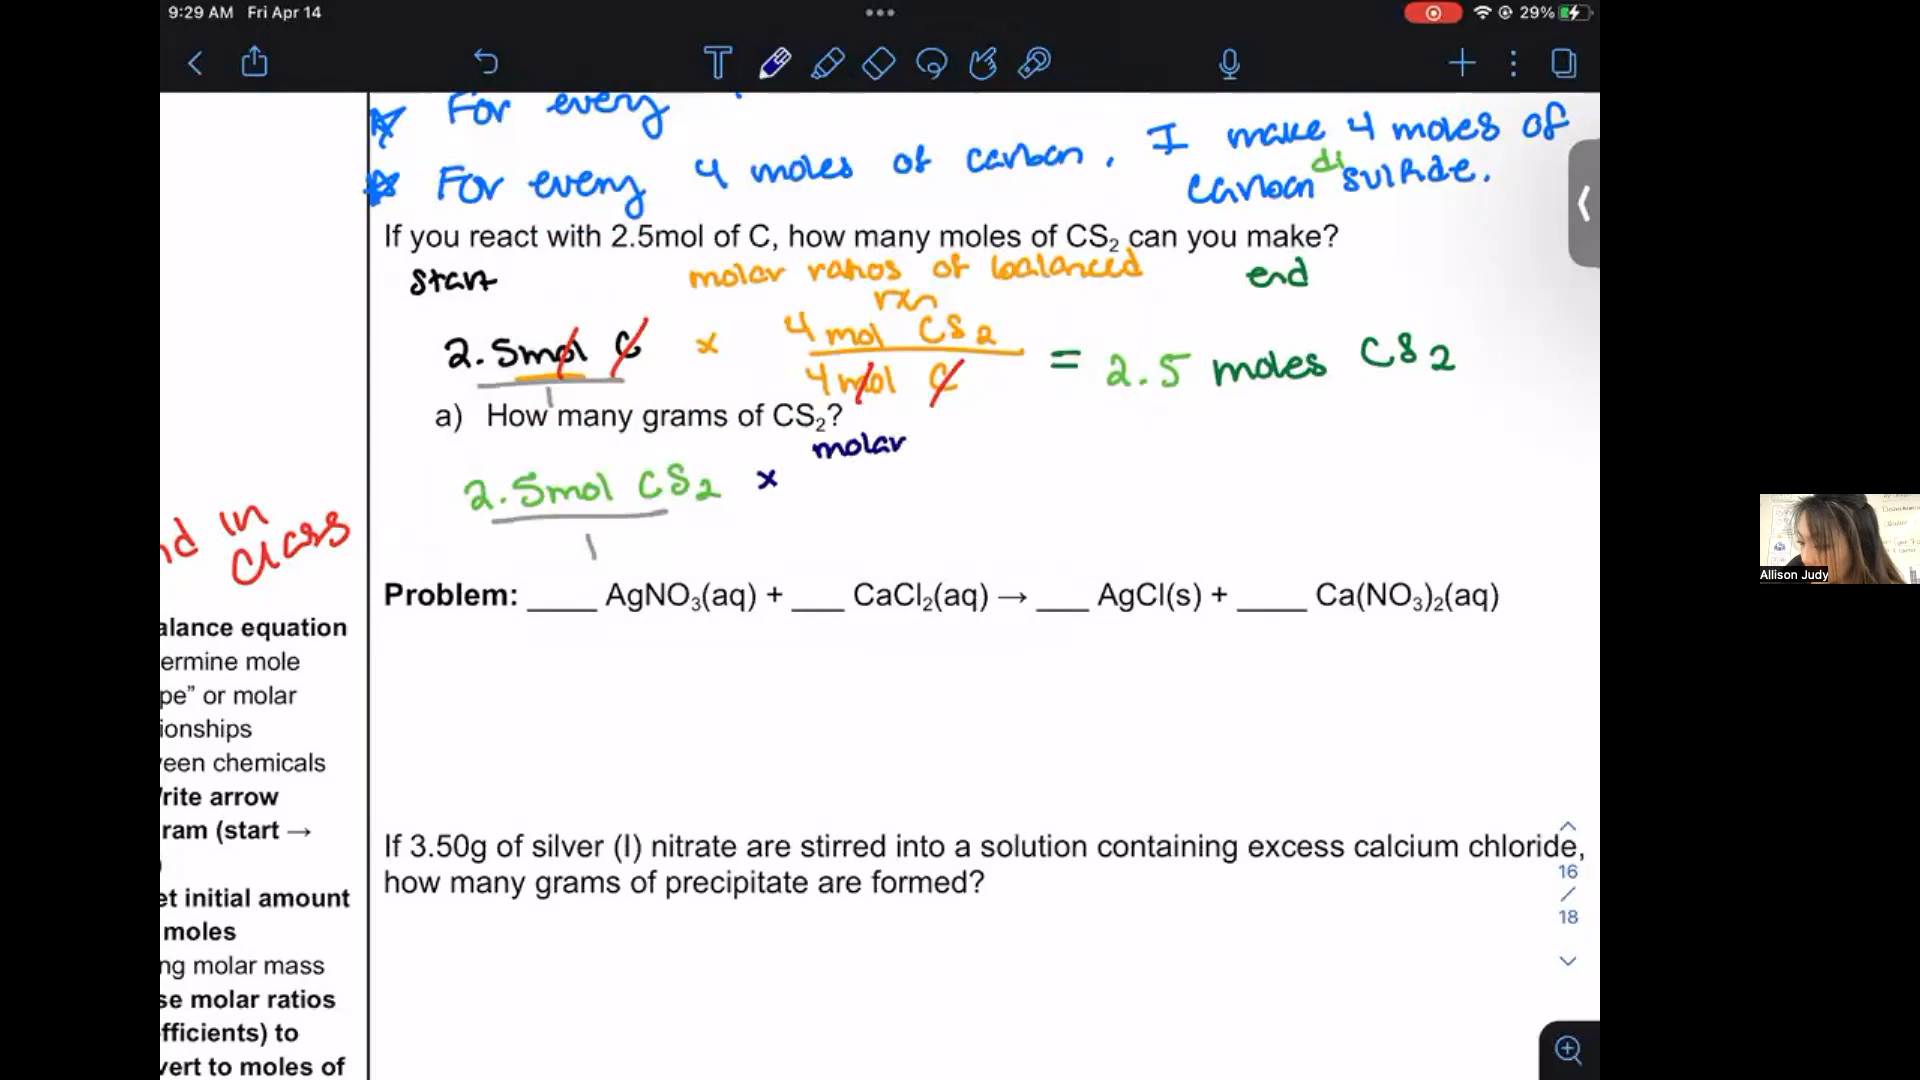 9:29 AM Fri Apr 14
29%
For every
For every 4 moles of carbon, I make 4 moles of
carbon di sulfide.
If you react with 2.5mol of C, how many moles of CS₂ can you make?
start molar ratios of balanced rxn end
2.5mol C x 4 mol CS₂ = 2.5 moles CS₂
1 4 mol C
a) How many grams of CS₂?
molar
2.5mol CS₂ x
1
nd in
class
Allison Judy
Problem: ____ AgNO₃(aq) + ___ CaCl₂(aq) → ___ AgCl(s) + ____ Ca(NO₃)₂(aq)
alance equation
ermine mole
pe” or molar
ionships
veen chemicals
rite arrow
ram (start →
)
et initial amount
moles
ng molar mass
se molar ratios
fficients) to
vert to moles of
If 3.50g of silver (I) nitrate are stirred into a solution containing excess calcium chloride,
how many grams of precipitate are formed?
16
/
18